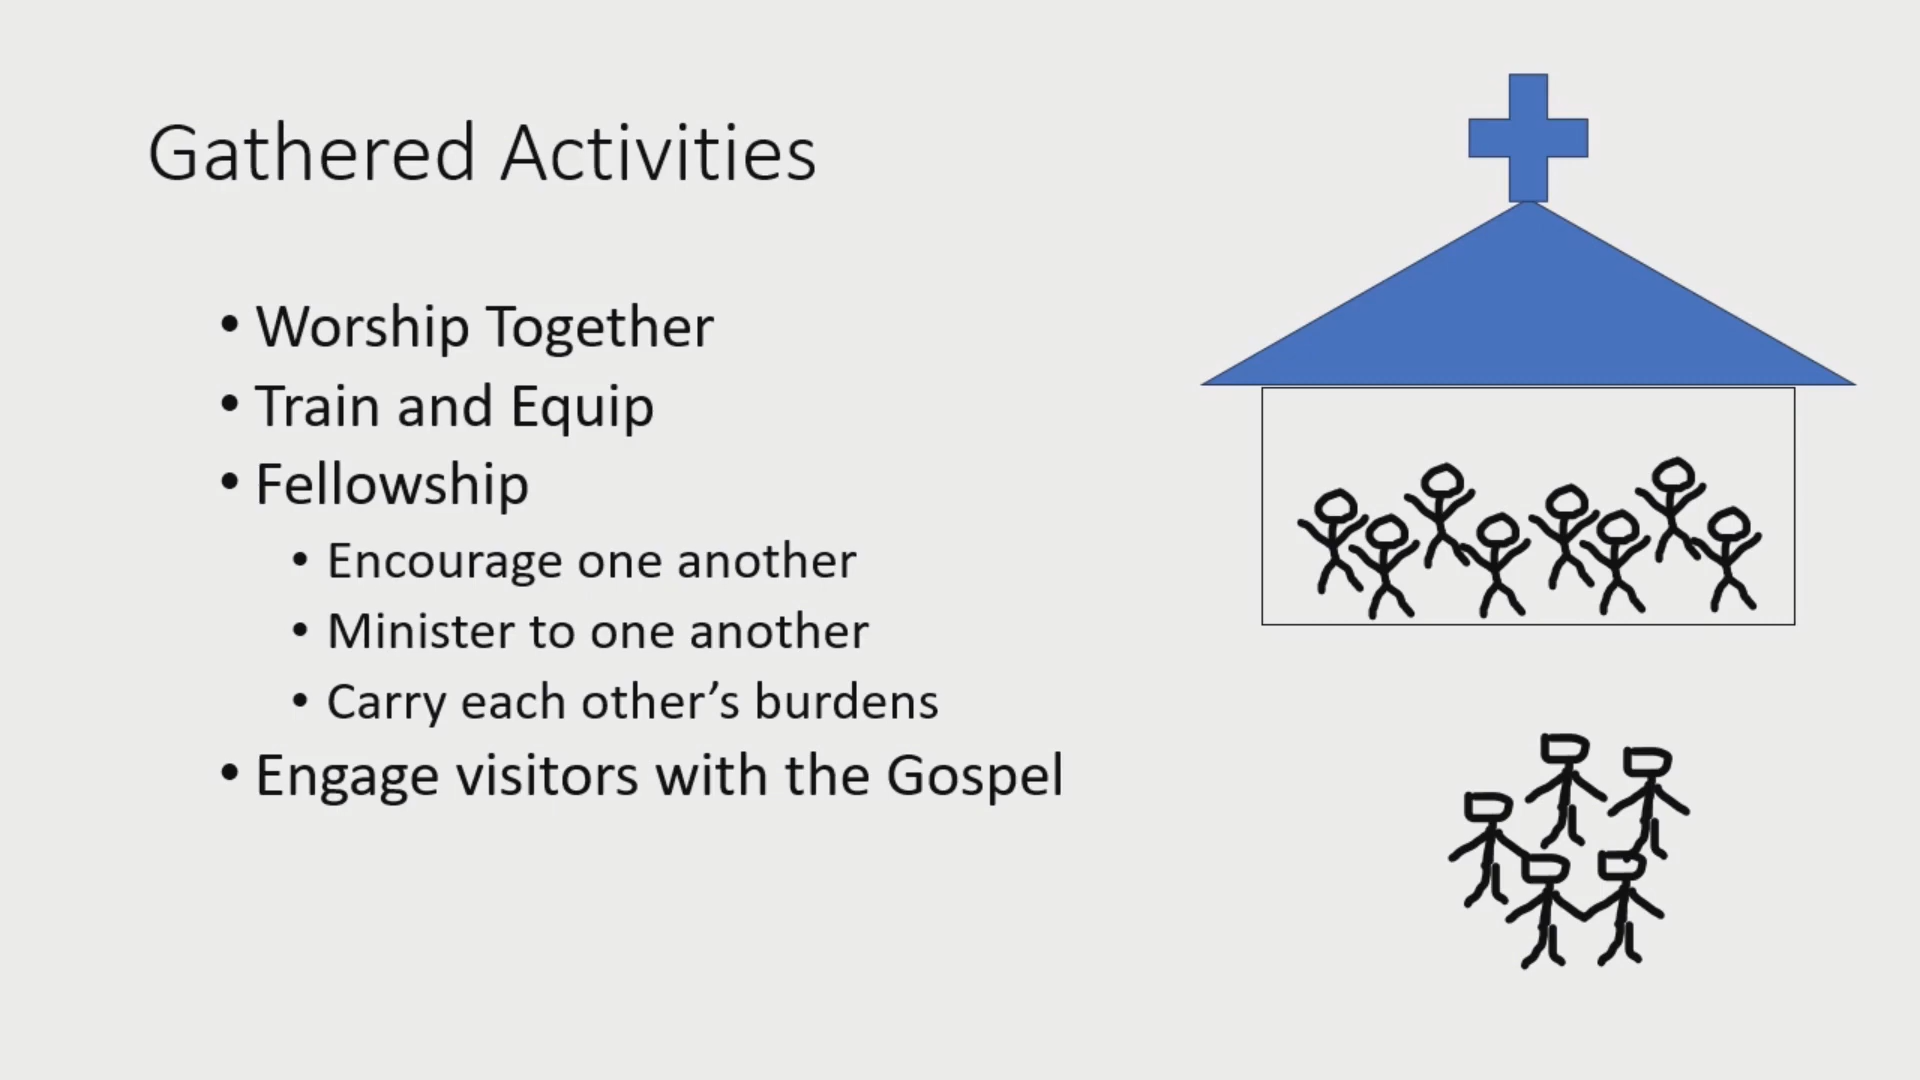 Gathered Activities
• Worship Together
• Train and Equip
• Fellowship
• Encourage one another
• Minister to one another
• Carry each other’s burdens
• Engage visitors with the Gospel